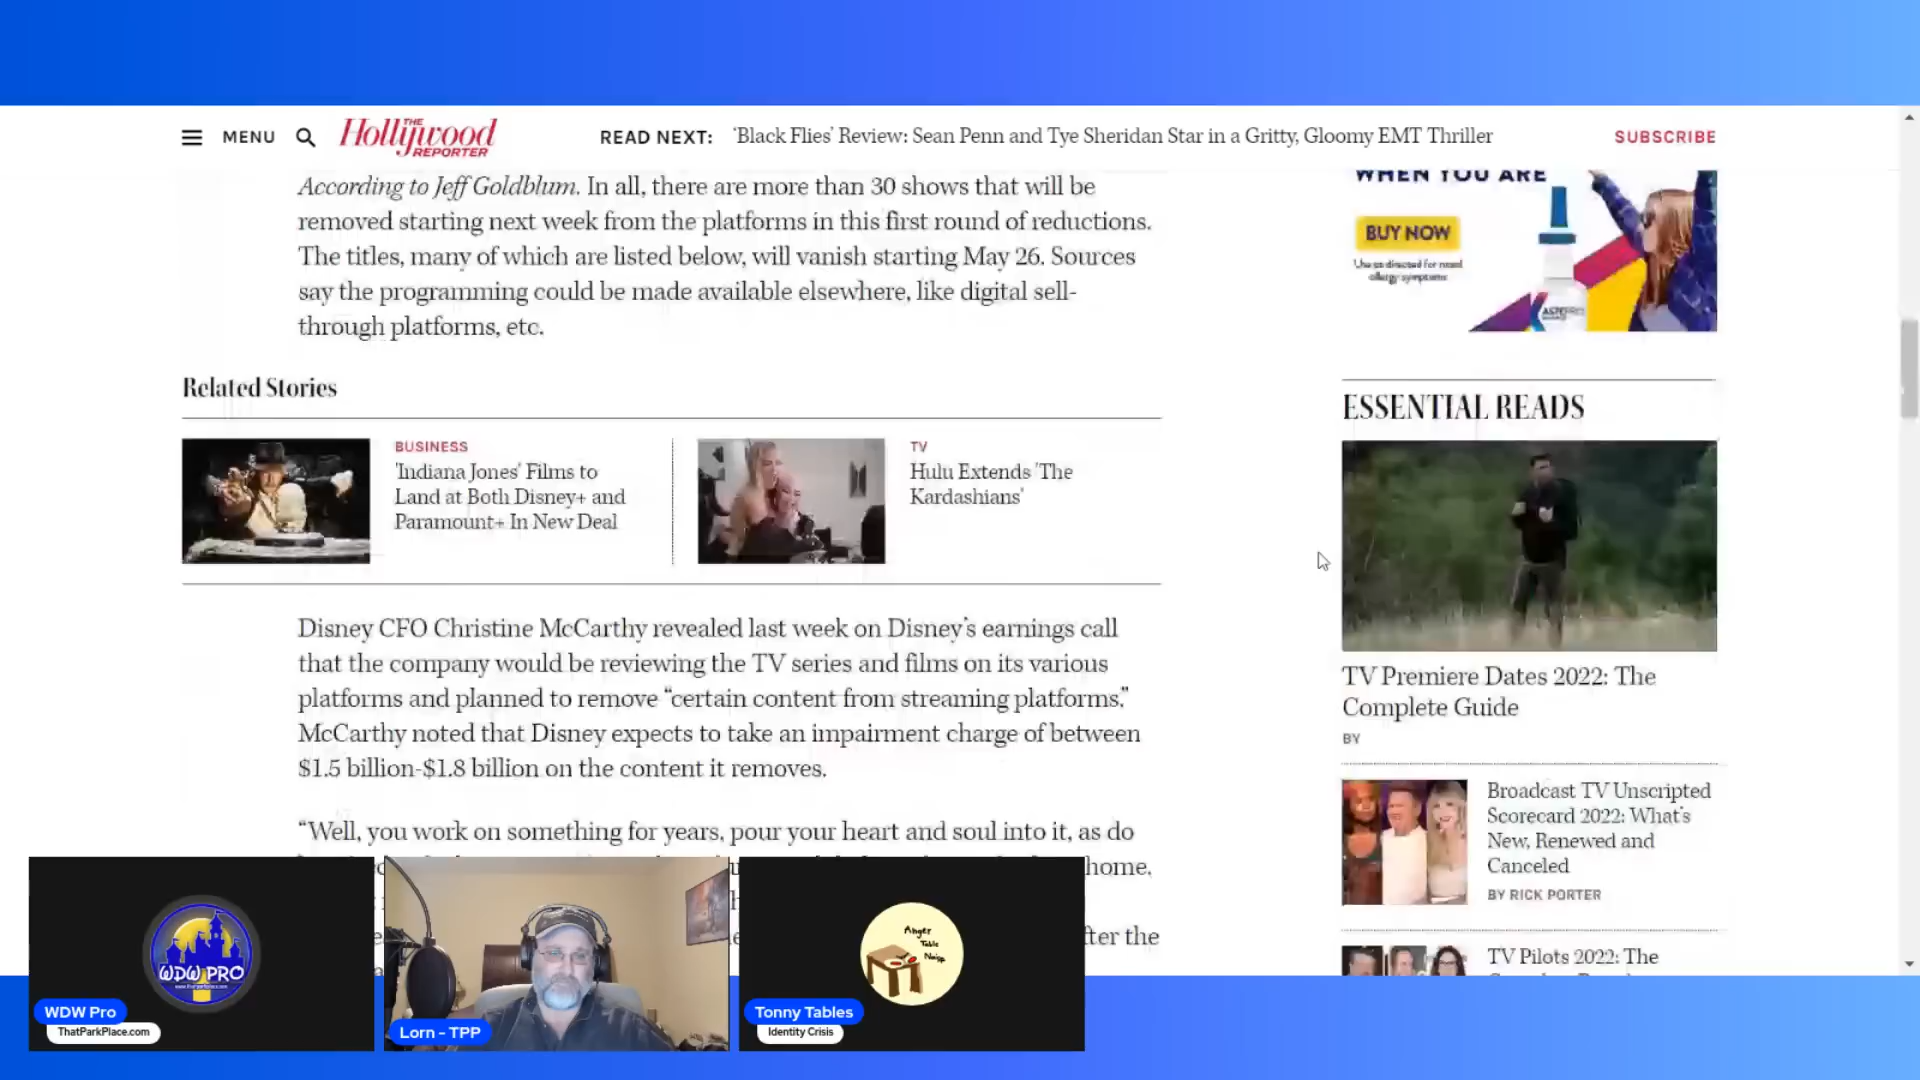 MENU
THE
Hollywood
REPORTER
READ NEXT:
'Black Flies' Review: Sean Penn and Tye Sheridan Star in a Gritty, Gloomy EMT Thriller
SUBSCRIBE
According to Jeff Goldblum. In all, there are more than 30 shows that will be
removed starting next week from the platforms in this first round of reductions.
The titles, many of which are listed below, will vanish starting May 26. Sources
say the programming could be made available elsewhere, like digital sell-
through platforms, etc.
Related Stories
BUSINESS
'Indiana Jones' Films to
Land at Both Disney+ and
Paramount+ In New Deal
TV
Hulu Extends 'The
Kardashians'
Disney CFO Christine McCarthy revealed last week on Disney's earnings call
that the company would be reviewing the TV series and films on its various
platforms and planned to remove “certain content from streaming platforms.”
McCarthy noted that Disney expects to take an impairment charge of between
$1.5 billion-$1.8 billion on the content it removes.
“Well, you work on something for years, pour your heart and soul into it, as do
home,
fter the
WHEN YOU ARE
BUY NOW
Use as directed for nasal
allergy symptoms
ASTEPRO
ESSENTIAL READS
TV Premiere Dates 2022: The
Complete Guide
BY
Broadcast TV Unscripted
Scorecard 2022: What's
New, Renewed and
Canceled
BY RICK PORTER
TV Pilots 2022: The
WDW PRO
WDW Pro
ThatParkPlace.com
Lorn - TPP
Anger
Table
Noise
Tonny Tables
Identity Crisis